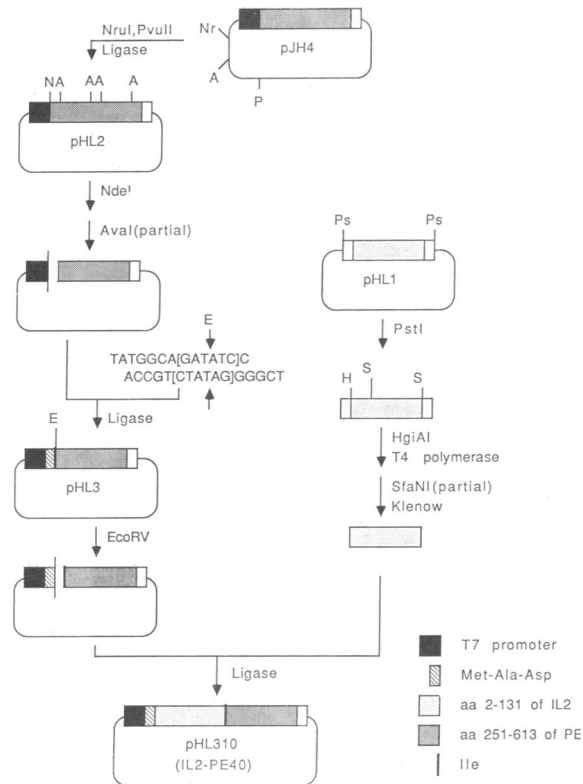 NruI,PvuII
Ligase
Nr
pJH4
A
P
NA AA A
pHL2
NdeI
AvaI(partial)
Ps Ps
pHL1
PstI
E
TATGGCA[GATATC]C
ACCGT[CTATAG]GGGCT
H S S
E
Ligase
HgiAI
T4 polymerase
pHL3
SfaNI(partial)
Klenow
EcoRV
Ligase
pHL310
(IL2-PE40)
T7 promoter
Met-Ala-Asp
aa 2-131 of IL2
aa 251-613 of PE
Ile